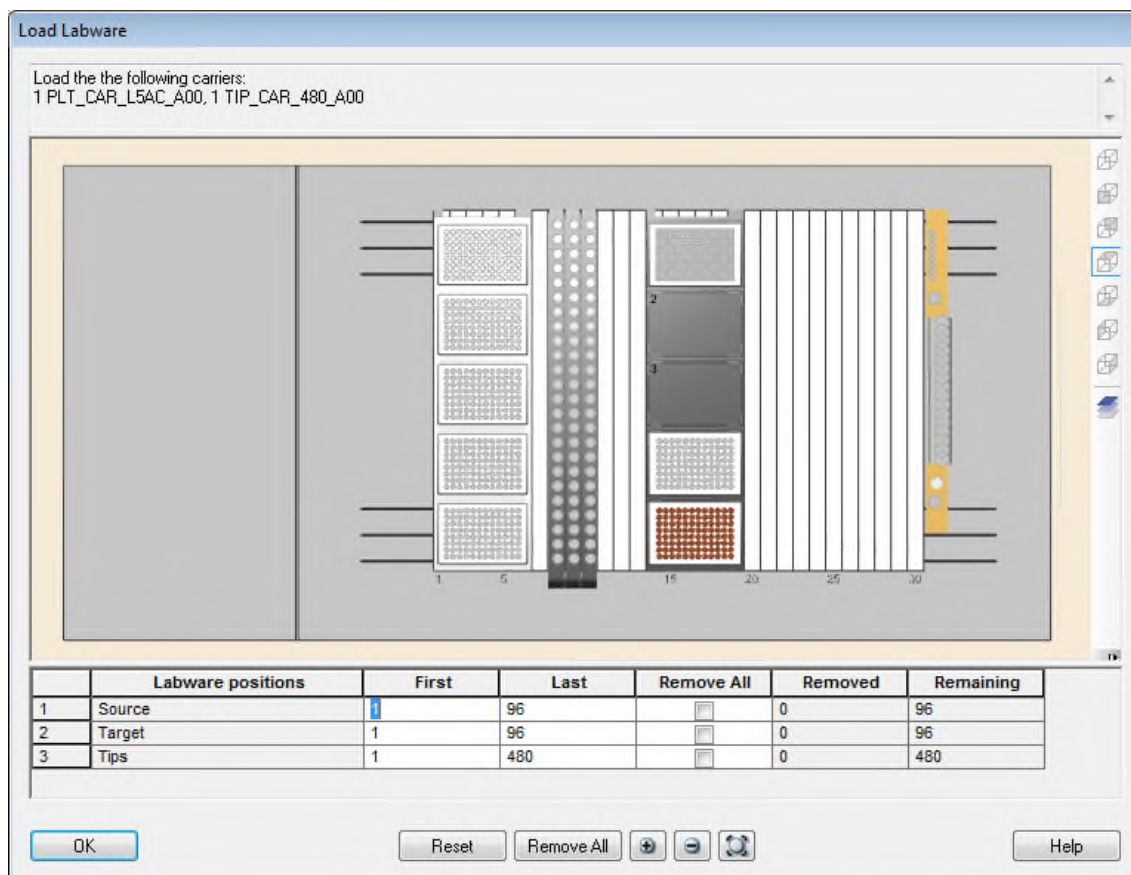 Load Labware
Load the the following carriers:
1 PLT_CAR_L5AC_A00, 1 TIP_CAR_480_A00
2
3
1 5 15 20 25 30
Labware positions First Last Remove All Removed Remaining
1 Source 1 96 0 96
2 Target 1 96 0 96
3 Tips 1 480 0 480
OK Reset Remove All Help